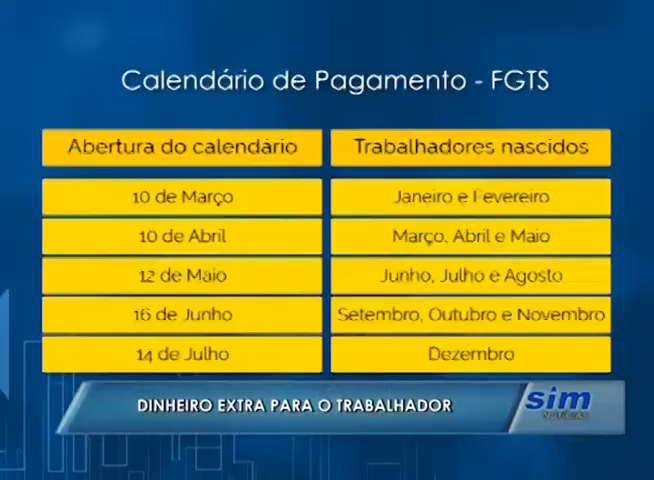 Calendário de Pagamento - FGTS
Abertura do calendário Trabalhadores nascidos
10 de Março Janeiro e Fevereiro
10 de Abril Março, Abril e Maio
12 de Maio Junho, Julho e Agosto
16 de Junho Setembro, Outubro e Novembro
14 de Julho Dezembro
DINHEIRO EXTRA PARA O TRABALHADOR
sim
NOTÍCIAS